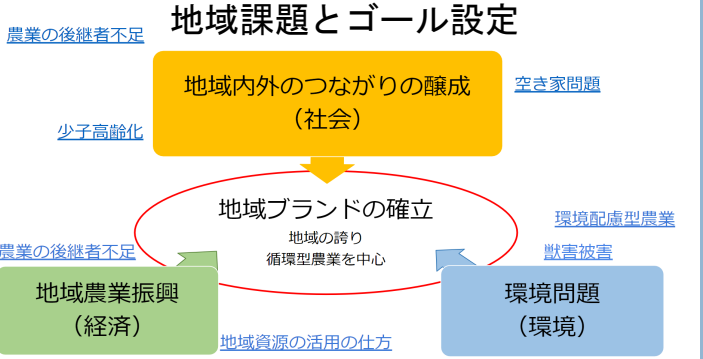 地域課題とゴール設定
農業の後継者不足
地域内外のつながりの醸成
（社会）
空き家問題
少子高齢化
地域ブランドの確立
地域の誇り
循環型農業を中心
環境配慮型農業
農業の後継者不足
獣害被害
地域農業振興
（経済）
環境問題
（環境）
地域資源の活用の仕方